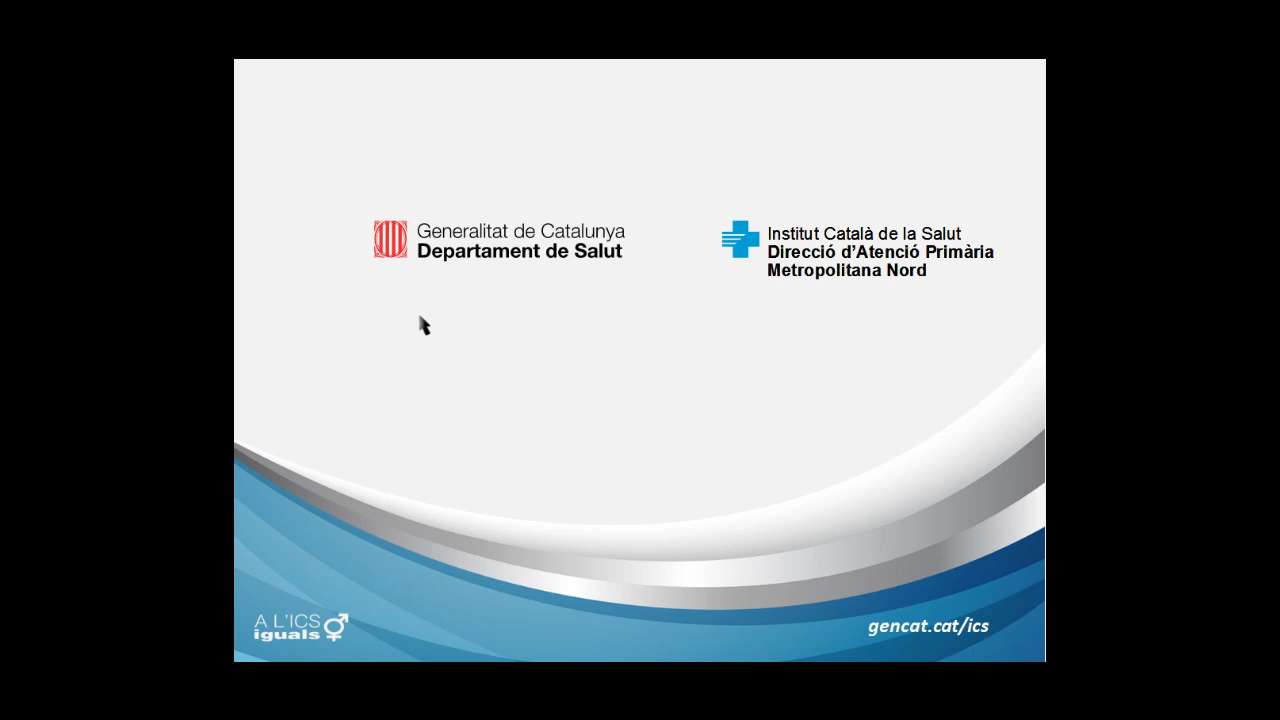 Generalitat de Catalunya
Departament de Salut
Institut Català de la Salut
Direcció d'Atenció Primària
Metropolitana Nord
A L'ICS
iguals
gencat.cat/ics